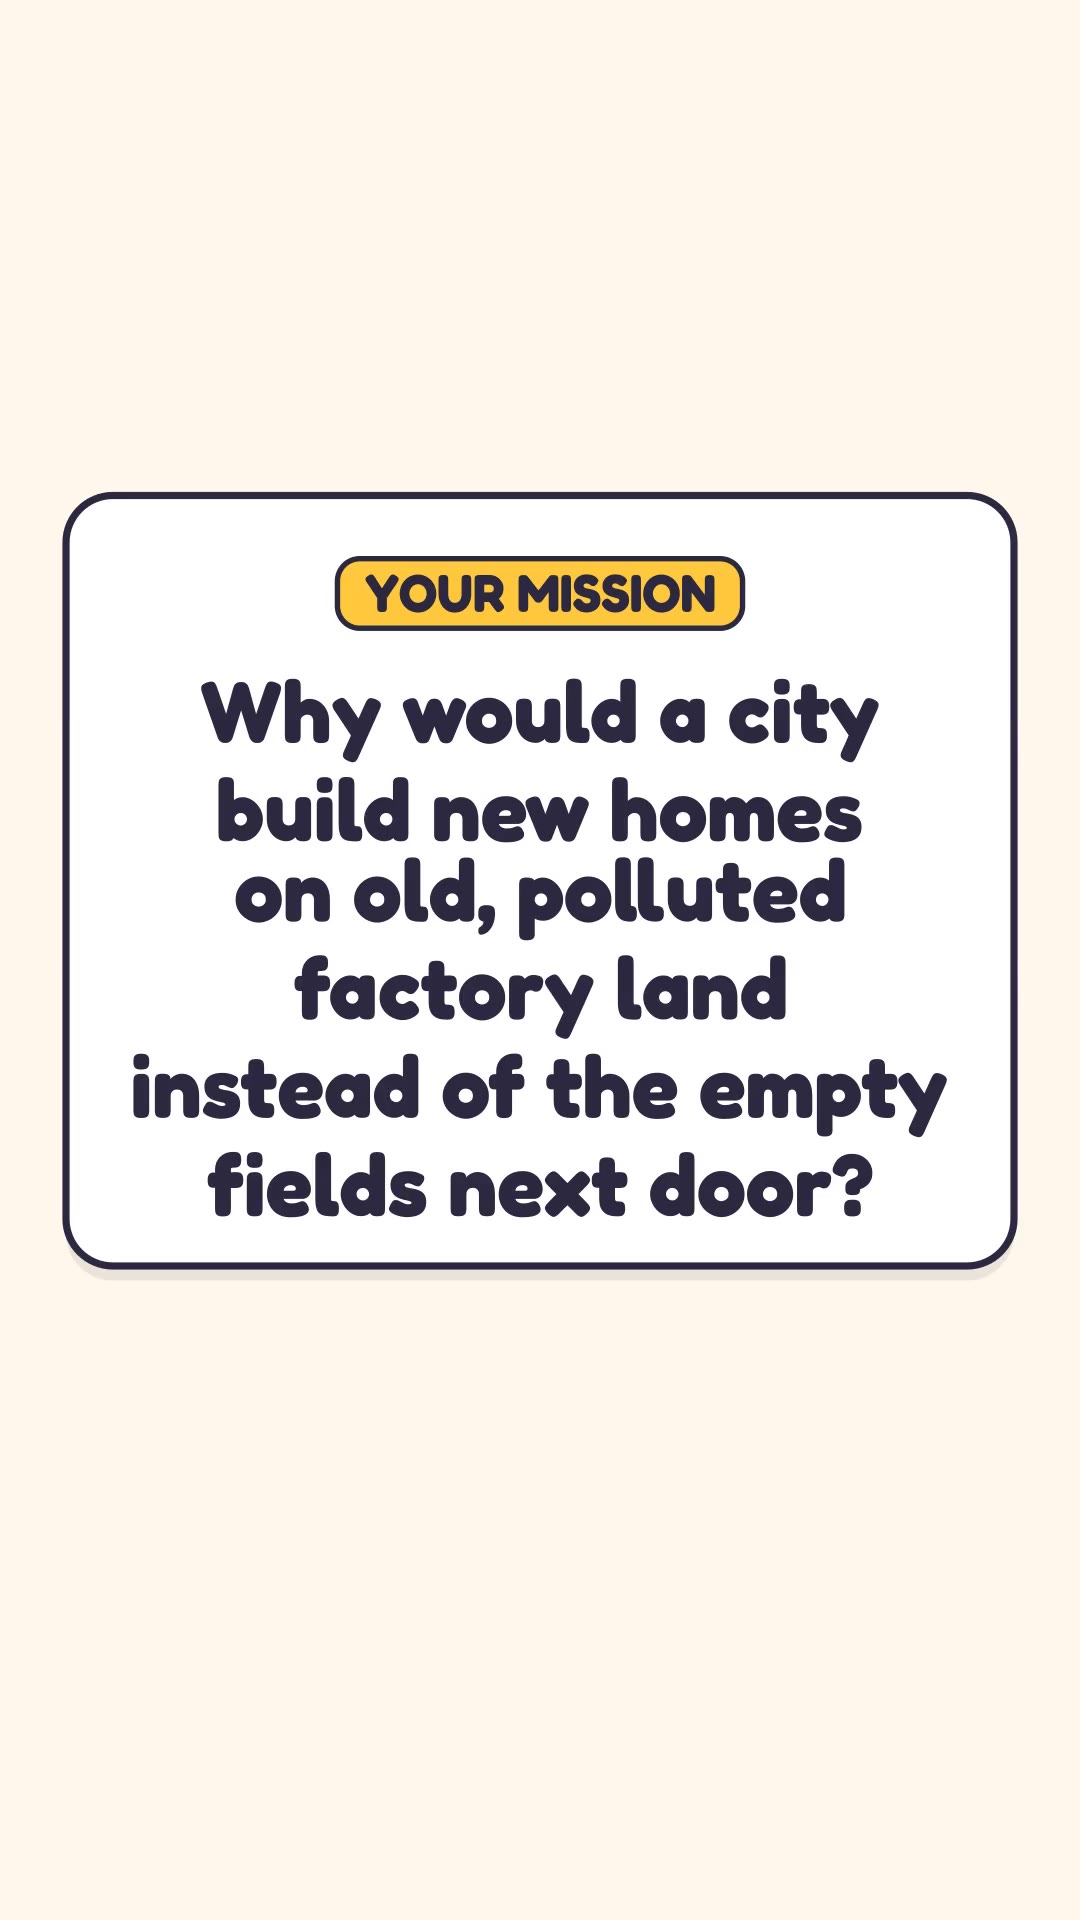 YOUR MISSION
Why would a city
build new homes
on old, polluted
factory land
instead of the empty
fields next door?